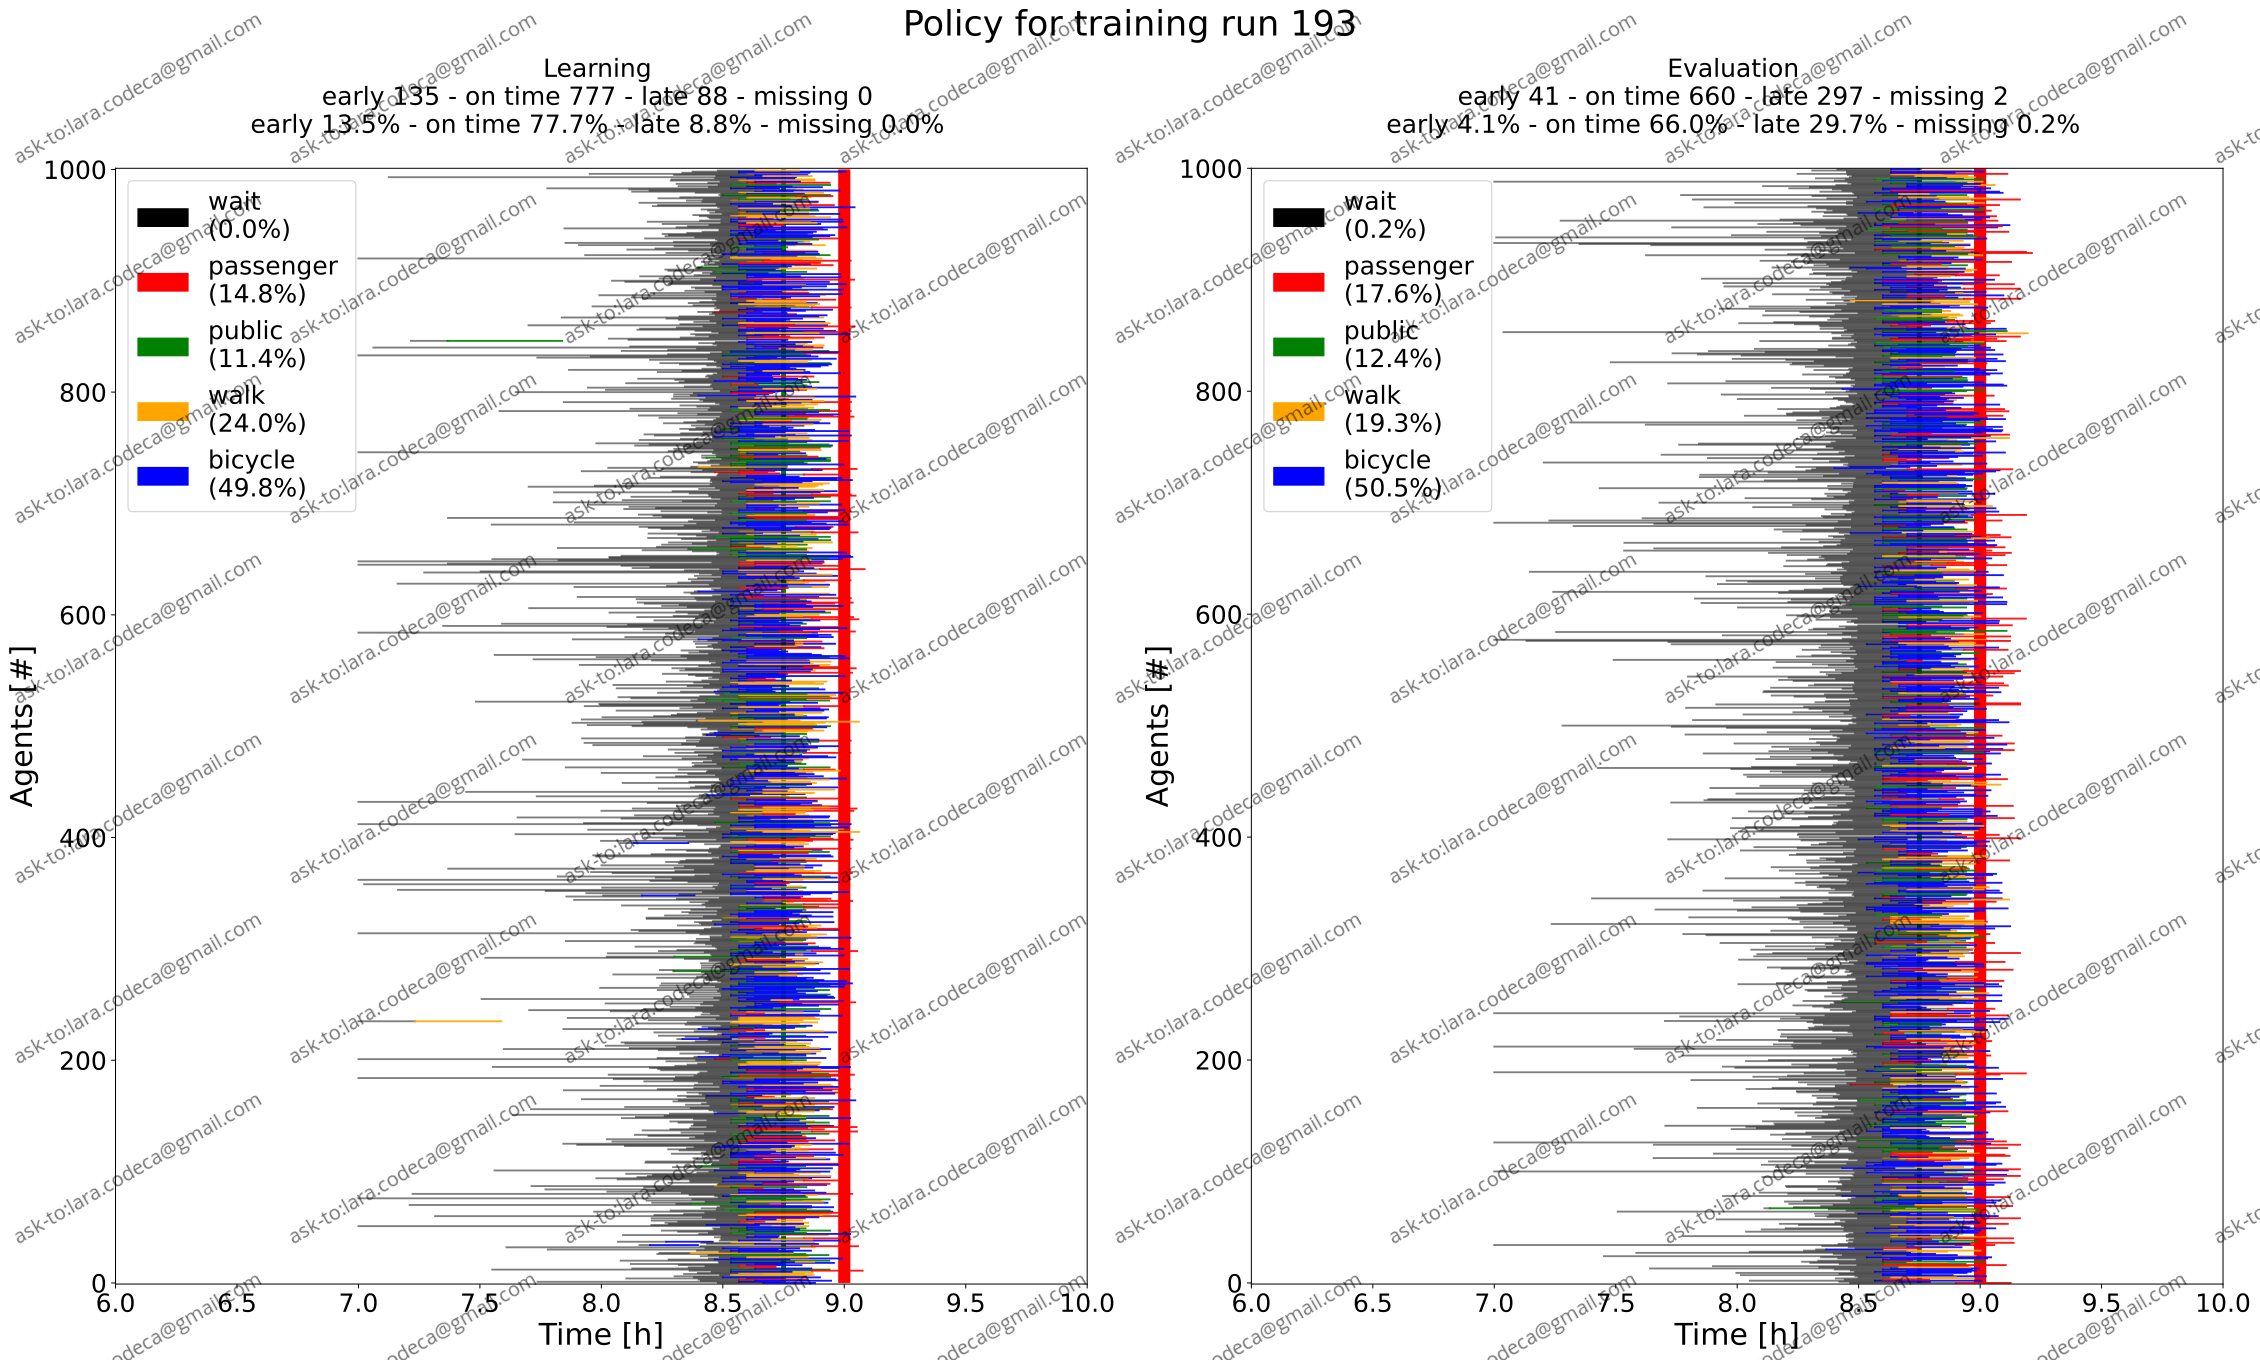 Policy for training run 193
Learning
early 135 - on time 777 - late 88 - missing 0
early 13.5% - on time 77.7% - late 8.8% - missing 0.0%
wait
(0.0%)
passenger
(14.8%)
public
(11.4%)
walk
(24.0%)
bicycle
(49.8%)
Agents [#]
1000
800
600
400
200
0
6.0 6.5 7.0 7.5 8.0 8.5 9.0 9.5 10.0
Time [h]
Evaluation
early 41 - on time 660 - late 297 - missing 2
early 4.1% - on time 66.0% - late 29.7% - missing 0.2%
wait
(0.2%)
passenger
(17.6%)
public
(12.4%)
walk
(19.3%)
bicycle
(50.5%)
Agents [#]
1000
800
600
400
200
0
6.0 6.5 7.0 7.5 8.0 8.5 9.0 9.5 10.0
Time [h]
ask-to:lara.codeca@gmail.com